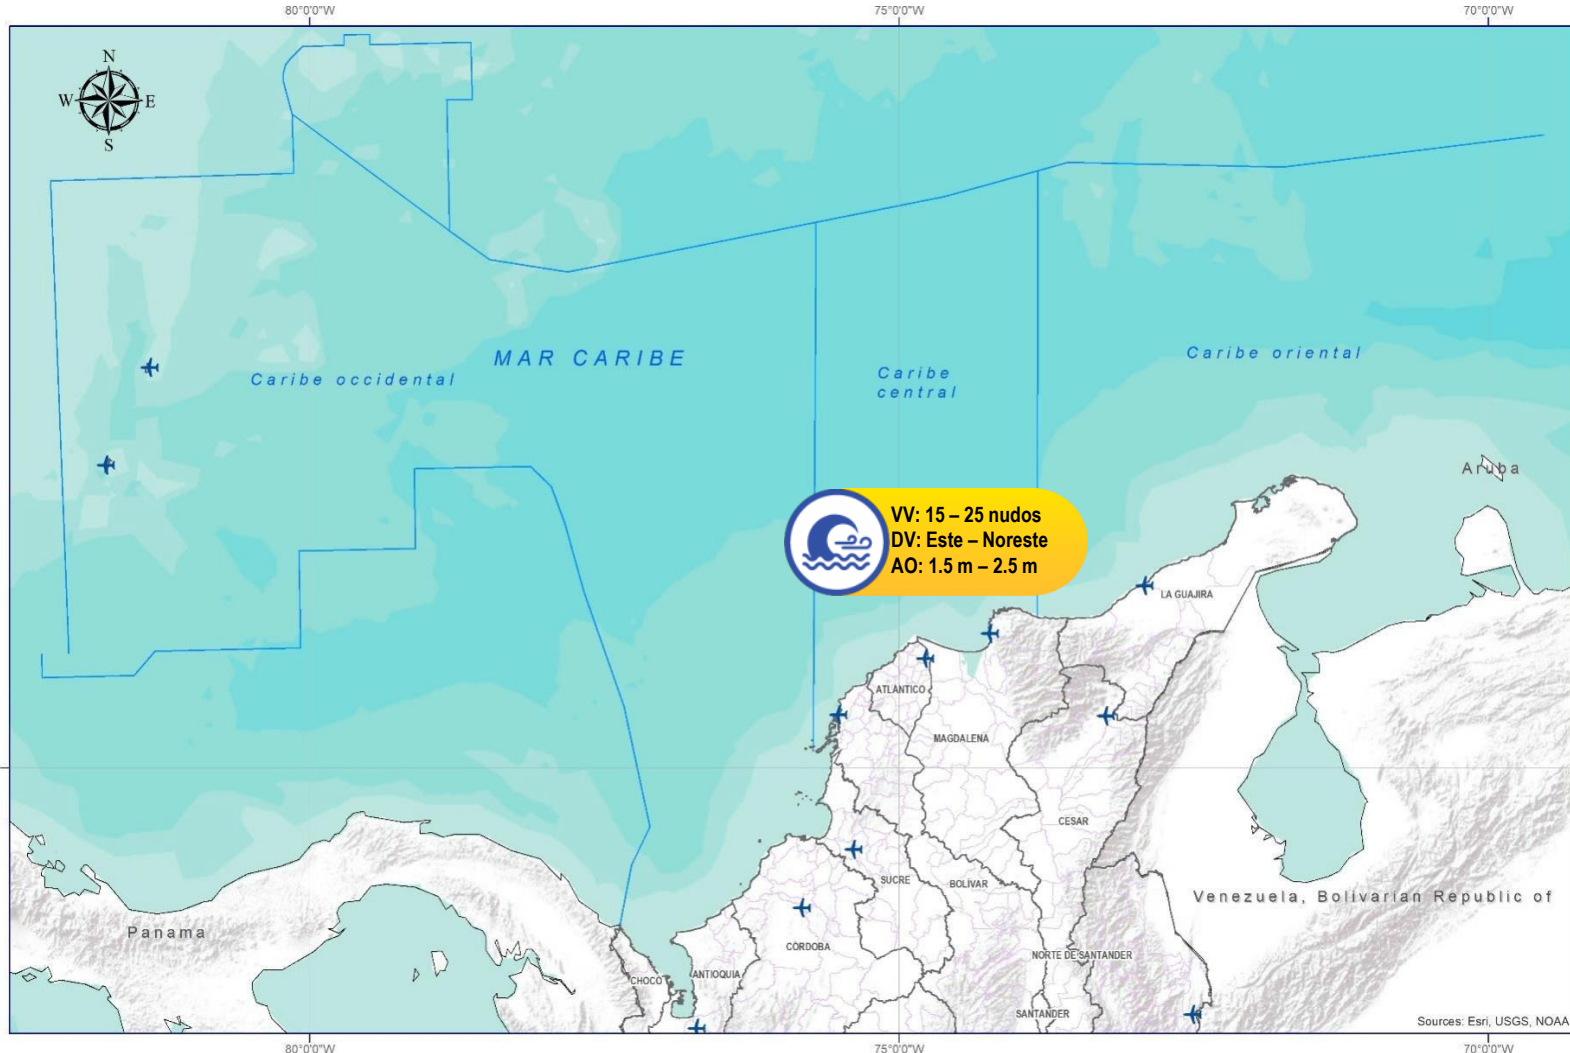 80°0'0"W
75°0'0"W
70°0'0"W
N
W
E
S
MAR CARIBE
Caribe occidental
Caribe
central
Caribe oriental
Aruba
VV: 15 – 25 nudos
DV: Este – Noreste
AO: 1.5 m – 2.5 m
LA GUAJIRA
ATLANTICO
MAGDALENA
CESAR
SUCRE
BOLIVAR
Venezuela, Bolivarian Republic of
Panama
CORDOBA
NORTE DE SANTANDER
CHOCO
ANTIOQUIA
SANTANDER
Sources: Esri, USGS, NOAA
80°0'0"W
75°0'0"W
70°0'0"W